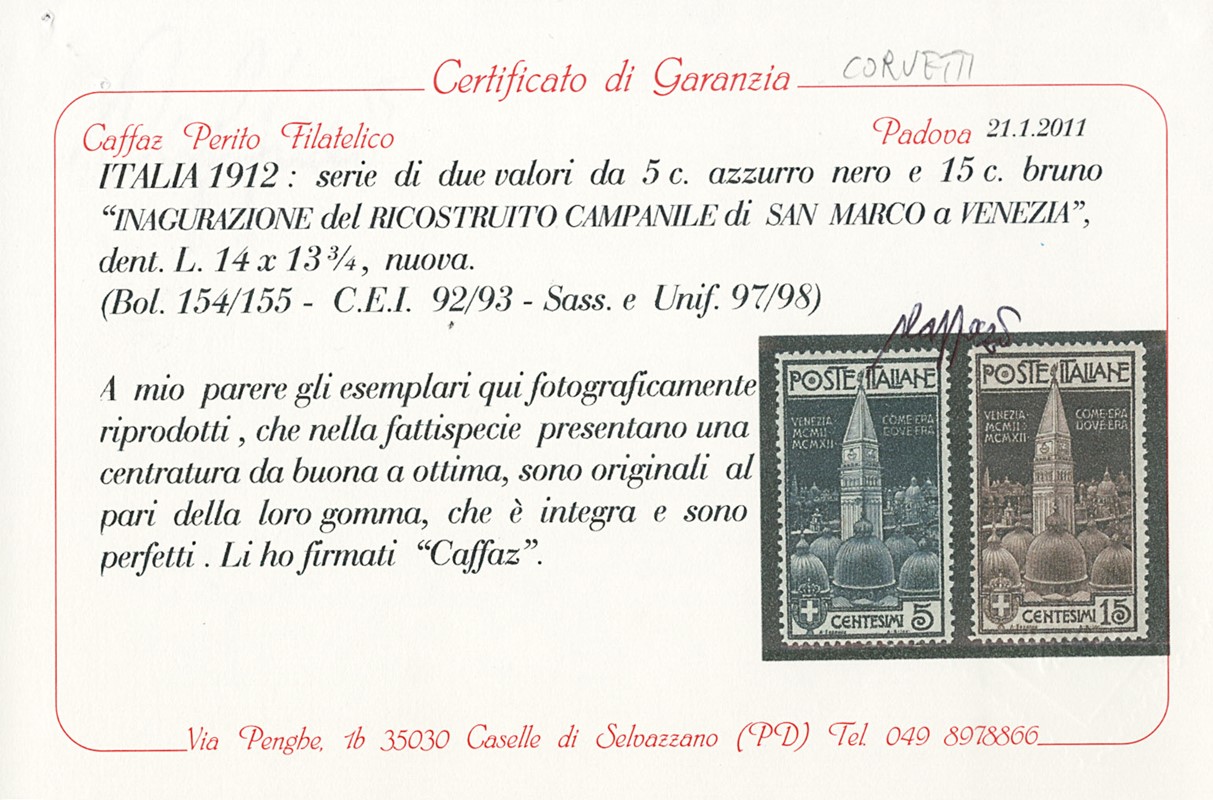 Certificato di Garanzia CORVETTI
Caffaz Perito Filatelico Padova 21.1.2011
ITALIA 1912 : serie di due valori da 5 c. azzurro nero e 15 c. bruno
“INAGURAZIONE del RICOSTRUITO CAMPANILE di SAN MARCO a VENEZIA”,
dent. L. 14 x 13 ¾, nuova.
(Bol. 154/155 - C.E.I. 92/93 - Sass. e Unif. 97/98)
A mio parere gli esemplari qui fotograficamente
riprodotti , che nella fattispecie presentano una
centratura da buona a ottima, sono originali al
pari della loro gomma, che è integra e sono
perfetti . Li ho firmati “Caffaz”.
Caffaz
POSTE ITALIANE
VENEZIA· COME·ERA
MCMII· DOVE·ERA
MCMXII·
CENTESIMI 5
POSTE ITALIANE
VENEZIA· COME·ERA
MCMII· DOVE·ERA
MCMXII·
CENTESIMI 15
Via Penghe, 1b 35030 Caselle di Selvazzano (PD) Tel. 049 8978866